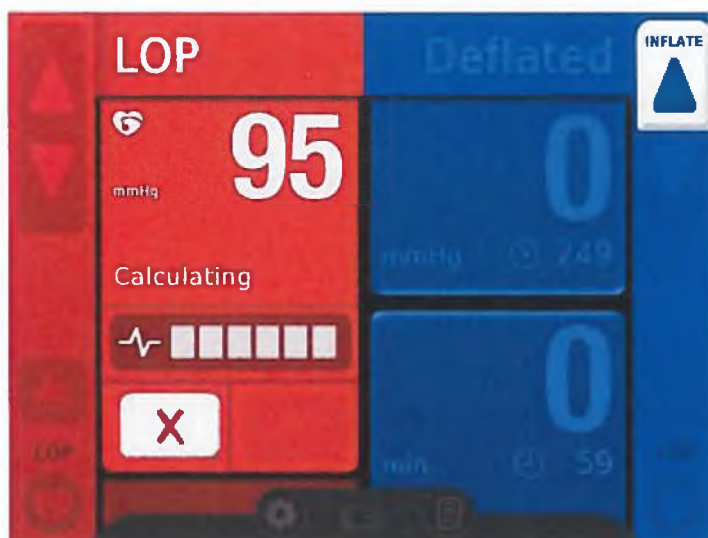 LOP
Deflated
INFLATE
95
mmHg
Calculating
X
0
mmHg
249
0
min.
59
LOP